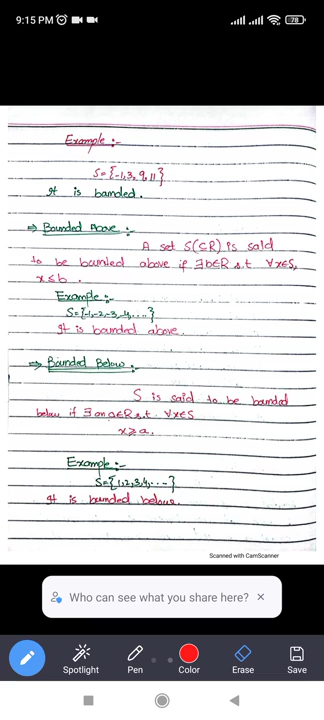 9:15 PM
78
Example :-
S = {-1, 3, 9, 11}
It is bounded.
⇒ Bounded Above :-
A set S(⊆R) is said
to be bounded above if ∃ b∈R s.t ∀x∈S,
x ≤ b.
Example :-
S = {-1, -2, -3, -4, ....}
It is bounded above.
⇒ Bounded Below :-
S is said to be bounded
below if ∃ an a∈R s.t. ∀x∈S
x ≥ a.
Example :-
S = {1, 2, 3, 4, ....}
It is bounded below.
Scanned with CamScanner
Who can see what you share here? ×
Spotlight Pen Color Erase Save